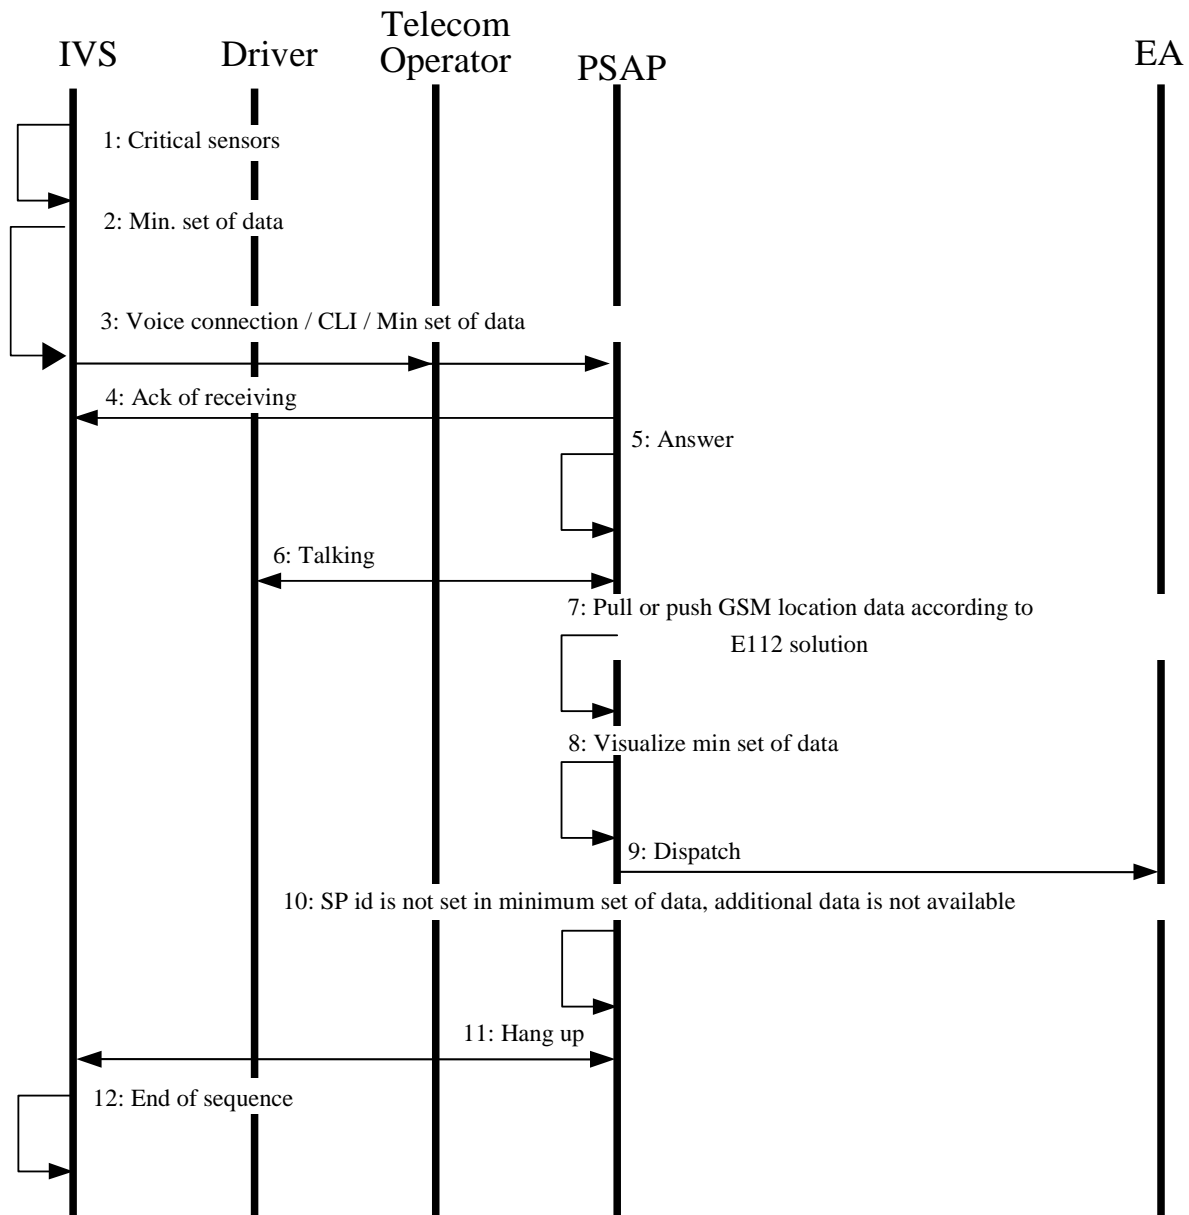 IVS
Driver
Telecom
Operator
PSAP
EA
1: Critical sensors
2: Min. set of data
3: Voice connection / CLI / Min set of data
4: Ack of receiving
5: Answer
6: Talking
7: Pull or push GSM location data according to
E112 solution
8: Visualize min set of data
9: Dispatch
10: SP id is not set in minimum set of data, additional data is not available
11: Hang up
12: End of sequence